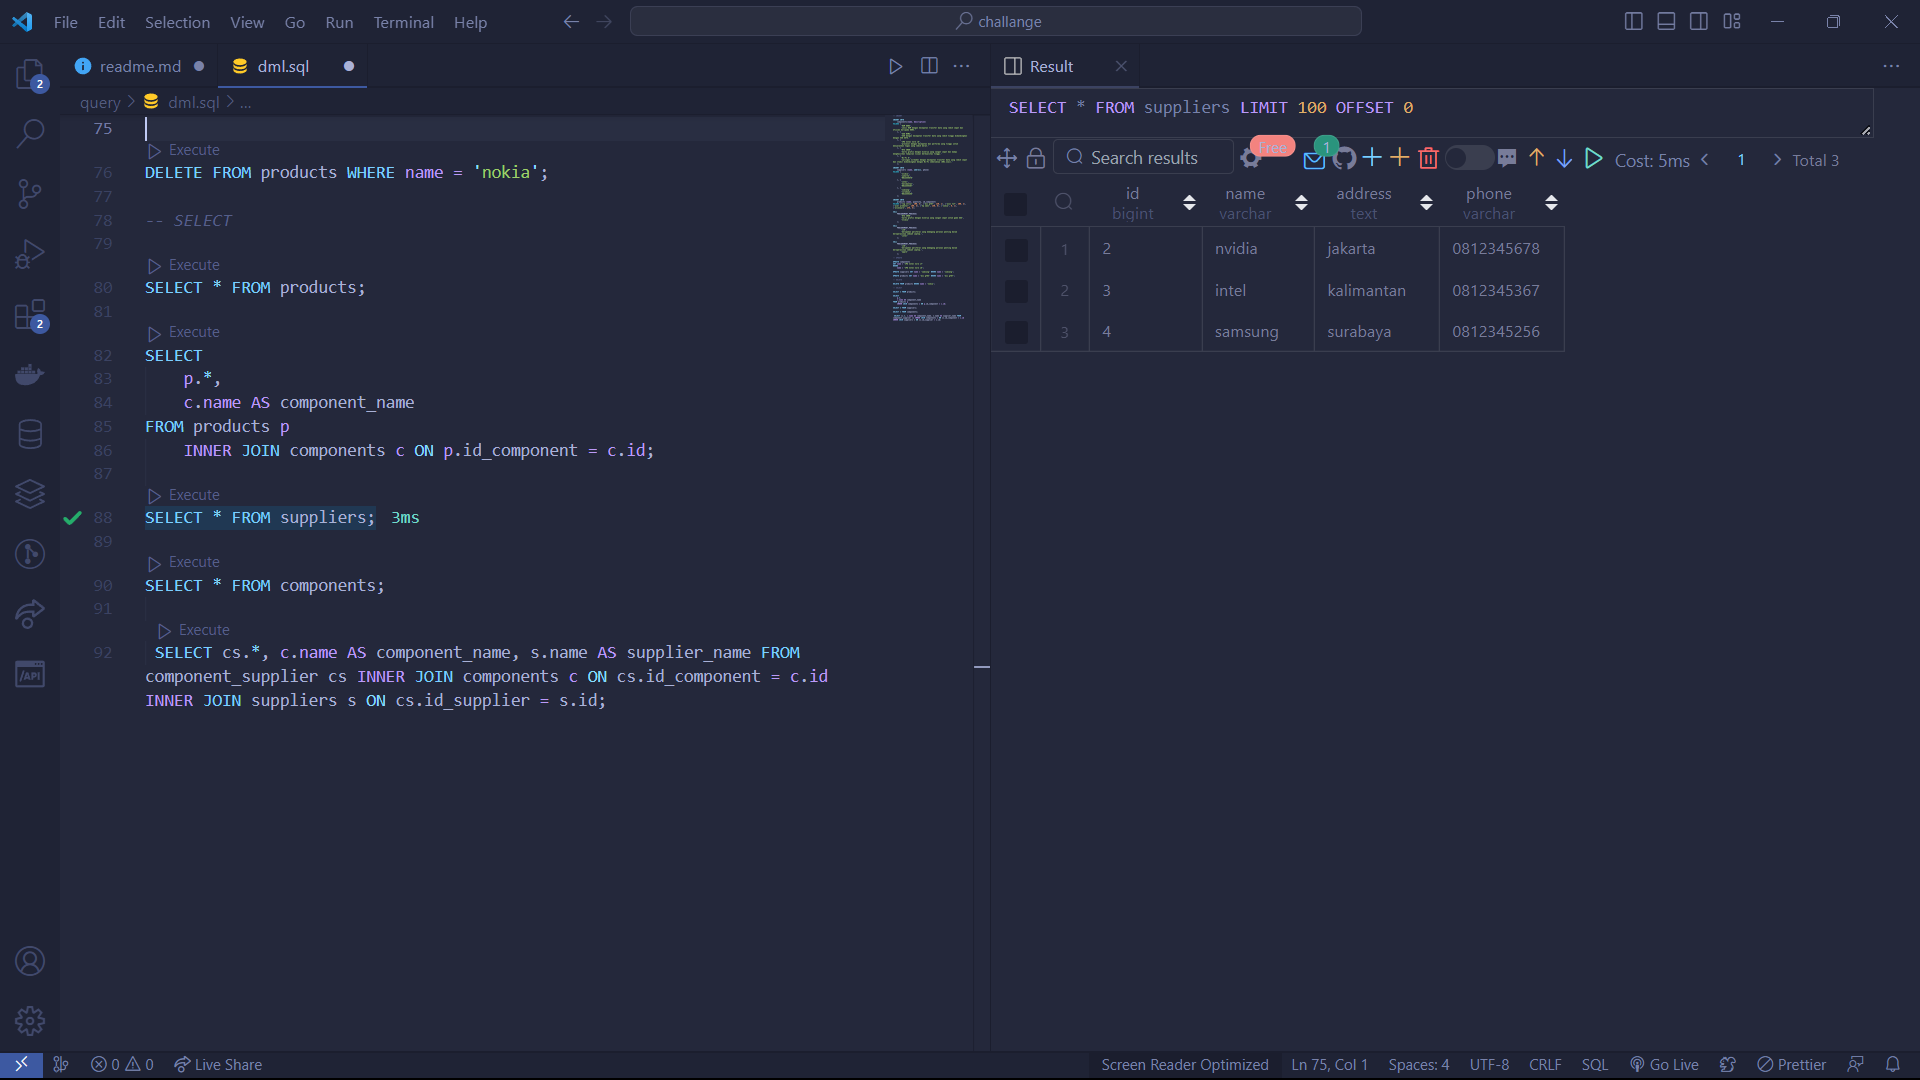 File Edit Selection View Go Run Terminal Help
challange
readme.md
dml.sql
query > dml.sql > ...
75
Execute
76 DELETE FROM products WHERE name = 'nokia';
77
78 -- SELECT
79
Execute
80 SELECT * FROM products;
81
Execute
82 SELECT
83 p.*,
84 c.name AS component_name
85 FROM products p
86 INNER JOIN components c ON p.id_component = c.id;
87
Execute
88 SELECT * FROM suppliers; 3ms
89
Execute
90 SELECT * FROM components;
91
Execute
92 SELECT cs.*, c.name AS component_name, s.name AS supplier_name FROM
component_supplier cs INNER JOIN components c ON cs.id_component = c.id
INNER JOIN suppliers s ON cs.id_supplier = s.id;
2
2
/API
Result
SELECT * FROM suppliers LIMIT 100 OFFSET 0
Search results Free 1 Cost: 5ms < 1 > Total 3
id name address phone
bigint varchar text varchar
1 2 nvidia jakarta 0812345678
2 3 intel kalimantan 0812345367
3 4 samsung surabaya 0812345256
0 0 Live Share
Screen Reader Optimized Ln 75, Col 1 Spaces: 4 UTF-8 CRLF SQL Go Live Prettier